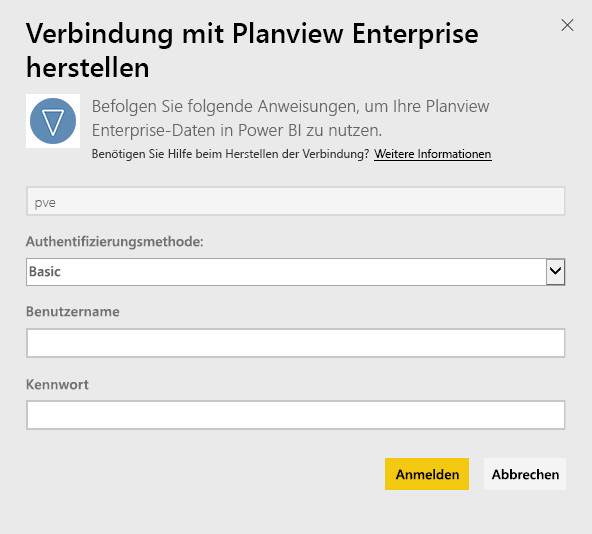 Verbindung mit Planview Enterprise
herstellen
Befolgen Sie folgende Anweisungen, um Ihre Planview
Enterprise-Daten in Power BI zu nutzen.
Benötigen Sie Hilfe beim Herstellen der Verbindung? Weitere Informationen
pve
Authentifizierungsmethode:
Basic
Benutzername
Kennwort
Anmelden Abbrechen